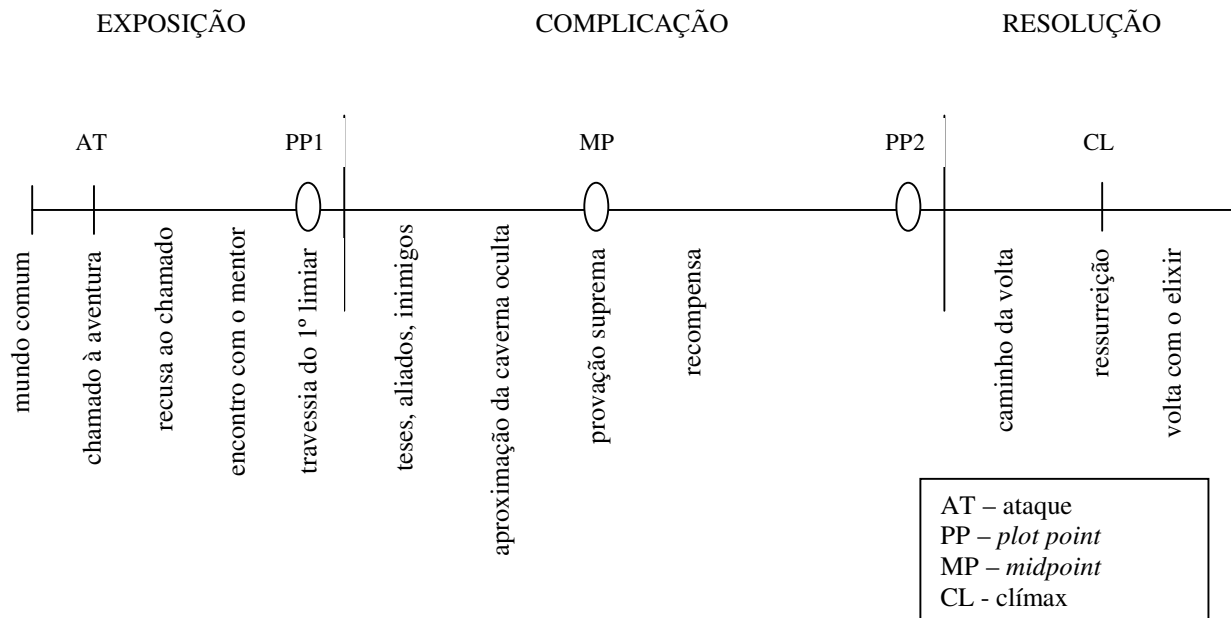 EXPOSIÇÃO
COMPLICAÇÃO
RESOLUÇÃO
AT
PP1
MP
PP2
CL
mundo comum
chamado à aventura
recusa ao chamado
encontro com o mentor
travessia do 1º limiar
teses, aliados, inimigos
aproximação da caverna oculta
provação suprema
recompensa
caminho da volta
ressurreição
volta com o elixir
AT – ataque
PP – plot point
MP – midpoint
CL - clímax